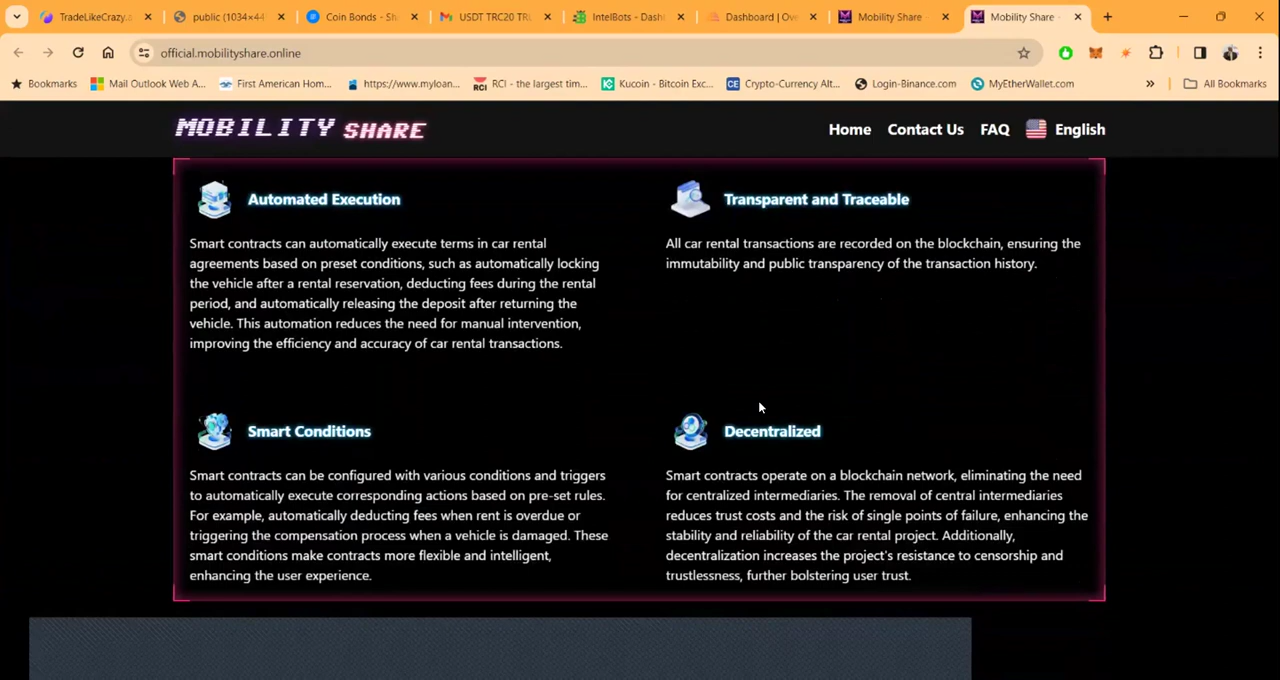 TradeLikeCrazy.
public (1034×44
Coin Bonds - Sh
USDT TRC20 TR
IntelBots - Dash
Dashboard | Ov
Mobility Share
Mobility Share
official.mobilityshare.online
Bookmarks
Mail Outlook Web A...
First American Hom...
https://www.myloan...
RCI - the largest tim...
Kucoin - Bitcoin Exc...
Crypto-Currency Alt...
Login-Binance.com
MyEtherWallet.com
»
All Bookmarks
MOBILITY SHARE
Home
Contact Us
FAQ
English
Automated Execution
Smart contracts can automatically execute terms in car rental
agreements based on preset conditions, such as automatically locking
the vehicle after a rental reservation, deducting fees during the rental
period, and automatically releasing the deposit after returning the
vehicle. This automation reduces the need for manual intervention,
improving the efficiency and accuracy of car rental transactions.
Transparent and Traceable
All car rental transactions are recorded on the blockchain, ensuring the
immutability and public transparency of the transaction history.
Smart Conditions
Smart contracts can be configured with various conditions and triggers
to automatically execute corresponding actions based on pre-set rules.
For example, automatically deducting fees when rent is overdue or
triggering the compensation process when a vehicle is damaged. These
smart conditions make contracts more flexible and intelligent,
enhancing the user experience.
Decentralized
Smart contracts operate on a blockchain network, eliminating the need
for centralized intermediaries. The removal of central intermediaries
reduces trust costs and the risk of single points of failure, enhancing the
stability and reliability of the car rental project. Additionally,
decentralization increases the project's resistance to censorship and
trustlessness, further bolstering user trust.